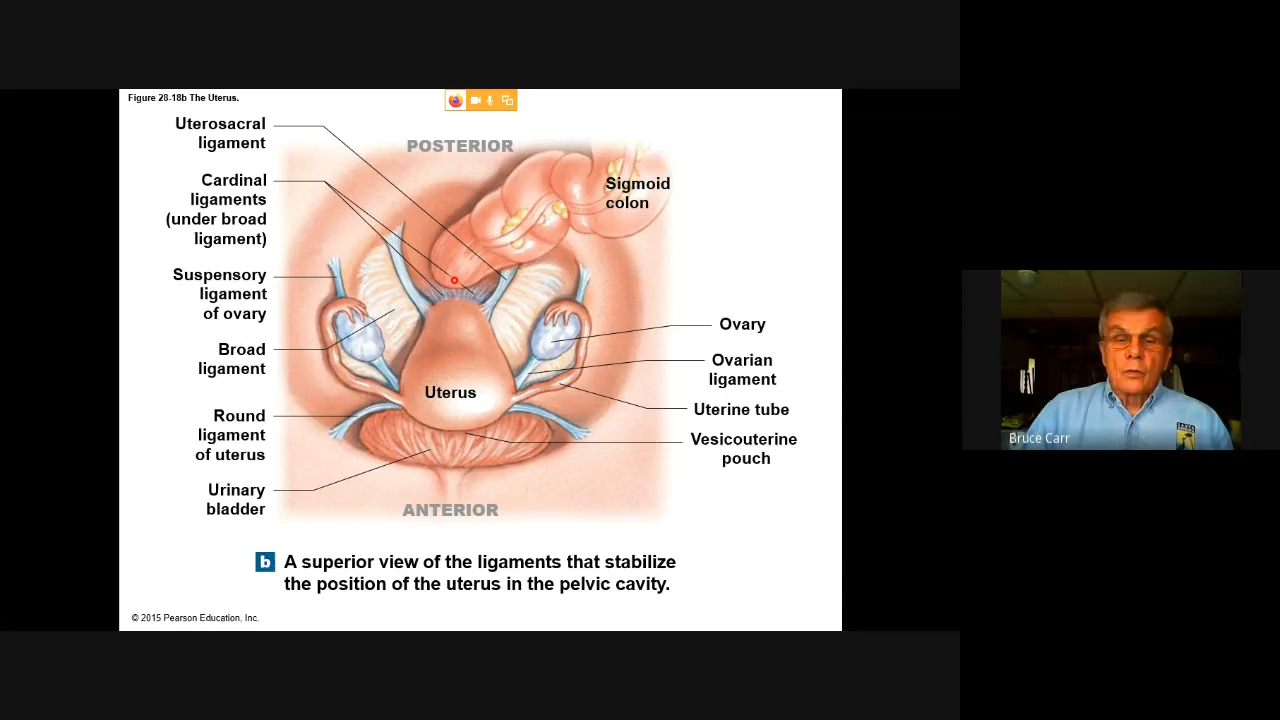 Figure 28-18b The Uterus.
Uterosacral
ligament
POSTERIOR
Cardinal
ligaments
(under broad
ligament)
Sigmoid
colon
Suspensory
ligament
of ovary
Broad
ligament
Round
ligament
of uterus
Urinary
bladder
Uterus
Ovary
Ovarian
ligament
Uterine tube
Vesicouterine
pouch
ANTERIOR
b A superior view of the ligaments that stabilize
the position of the uterus in the pelvic cavity.
© 2015 Pearson Education, Inc.
Bruce Carr